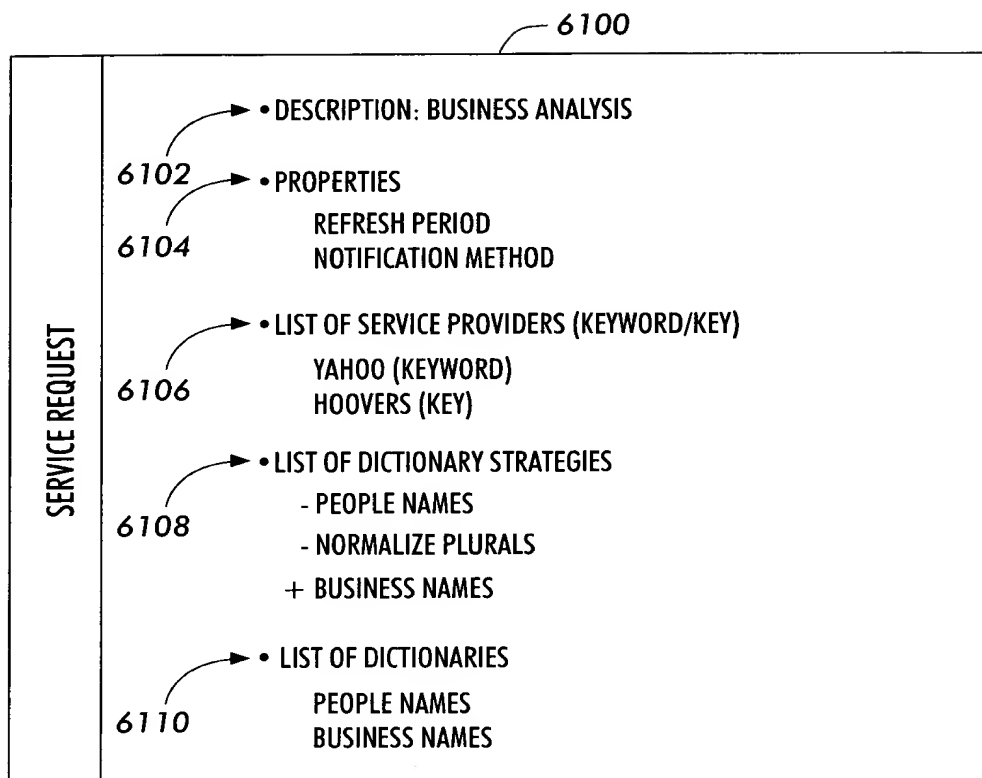 6100
SERVICE REQUEST
• DESCRIPTION: BUSINESS ANALYSIS
6102
• PROPERTIES
REFRESH PERIOD
6104
NOTIFICATION METHOD
• LIST OF SERVICE PROVIDERS (KEYWORD/KEY)
YAHOO (KEYWORD)
6106
HOOVERS (KEY)
• LIST OF DICTIONARY STRATEGIES
- PEOPLE NAMES
6108
- NORMALIZE PLURALS
+ BUSINESS NAMES
• LIST OF DICTIONARIES
PEOPLE NAMES
6110
BUSINESS NAMES